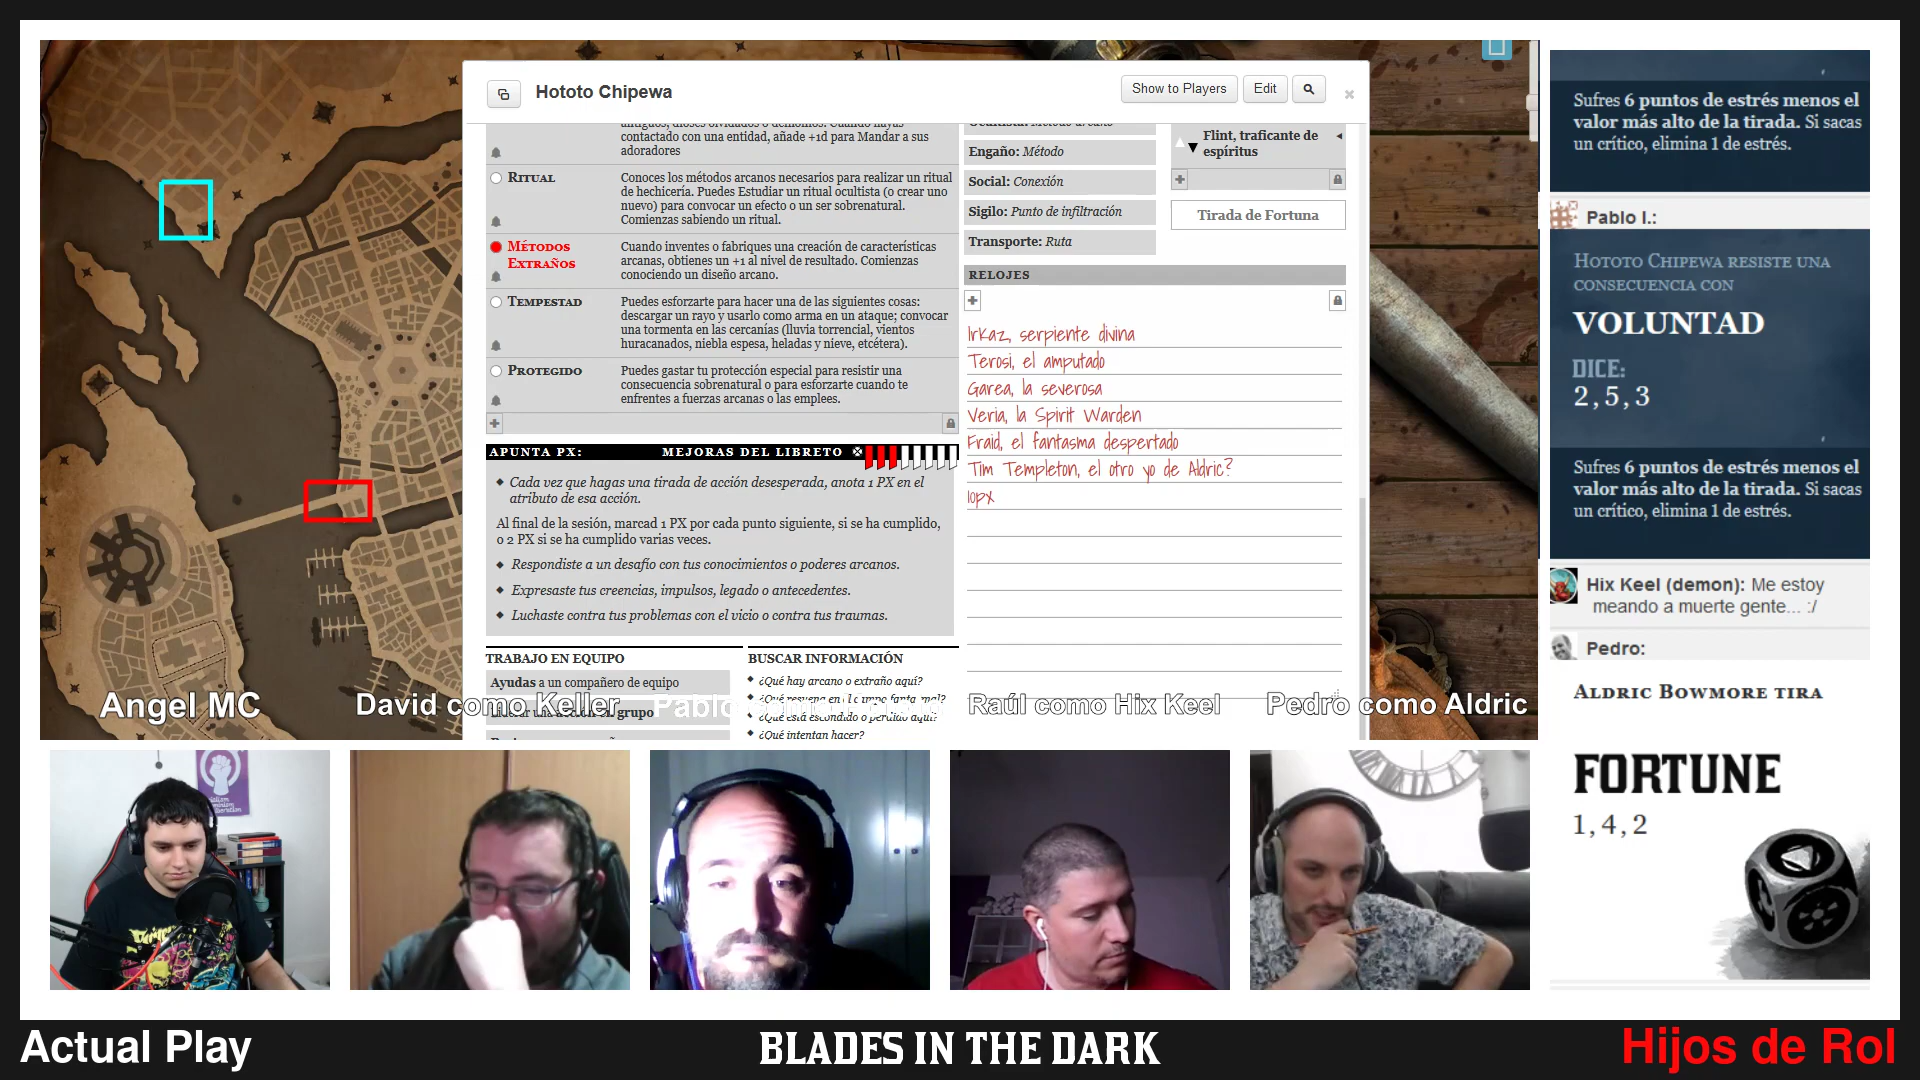 Hototo Chipewa
Show to Players
Edit
contactado con una entidad, añade +1d para Mandar a sus
adoradores
RITUAL
Conoces los métodos arcanos necesarios para realizar un ritual
de hechicería. Puedes Estudiar un ritual ocultista (o crear uno
nuevo) para convocar un efecto o un ser sobrenatural.
Comienzas sabiendo un ritual.
MÉTODOS
EXTRAÑOS
Cuando inventes o fabriques una creación de características
arcanas, obtienes un +1 al nivel de resultado. Comienzas
conociendo un diseño arcano.
TEMPESTAD
Puedes esforzarte para hacer una de las siguientes cosas:
descargar un rayo y usarlo como arma en un ataque; convocar
una tormenta en las cercanías (lluvia torrencial, vientos
huracanados, niebla espesa, heladas y nieve, etcétera).
PROTEGIDO
Puedes gastar tu protección especial para resistir una
consecuencia sobrenatural o para esforzarte cuando te
enfrentes a fuerzas arcanas o las emplees.
APUNTA PX:
MEJORAS DEL LIBRETO
Cada vez que hagas una tirada de acción desesperada, anota 1 PX en el
atributo de esa acción.
Al final de la sesión, marcad 1 PX por cada punto siguiente, si se ha cumplido,
o 2 PX si se ha cumplido varias veces.
Respondiste a un desafío con tus conocimientos o poderes arcanos.
Expresaste tus creencias, impulsos, legado o antecedentes.
Luchaste contra tus problemas con el vicio o contra tus traumas.
TRABAJO EN EQUIPO
Ayudas a un compañero de equipo
grupo
BUSCAR INFORMACIÓN
¿Qué hay arcano o extraño aquí?
¿Qué está escondido o perdido aquí?
¿Qué intentan hacer?
Engaño: Método
Social: Conexión
Sigilo: Punto de infiltración
Transporte: Ruta
Flint, traficante de
espíritus
Tirada de Fortuna
RELOJES
IrKaz, serpiente divina
Terosi, el amputado
Garea, la severosa
Veria, la Spirit Warden
Fraid, el fantasma despertado
Tim Templeton, el otro yo de Aldric?
10px
Angel MC
David como Keller
Pablo
Raúl como Hix Keel
Pedro como Aldric
Sufres 6 puntos de estrés menos el
valor más alto de la tirada. Si sacas
un crítico, elimina 1 de estrés.
Pablo I.:
HOTOTO CHIPEWA RESISTE UNA
CONSECUENCIA CON
VOLUNTAD
DICE:
2, 5, 3
Sufres 6 puntos de estrés menos el
valor más alto de la tirada. Si sacas
un crítico, elimina 1 de estrés.
Hix Keel (demon): Me estoy
meando a muerte gente... :/
Pedro:
ALDRIC BOWMORE TIRA
FORTUNE
1, 4, 2
Actual Play
BLADES IN THE DARK
Hijos de Rol